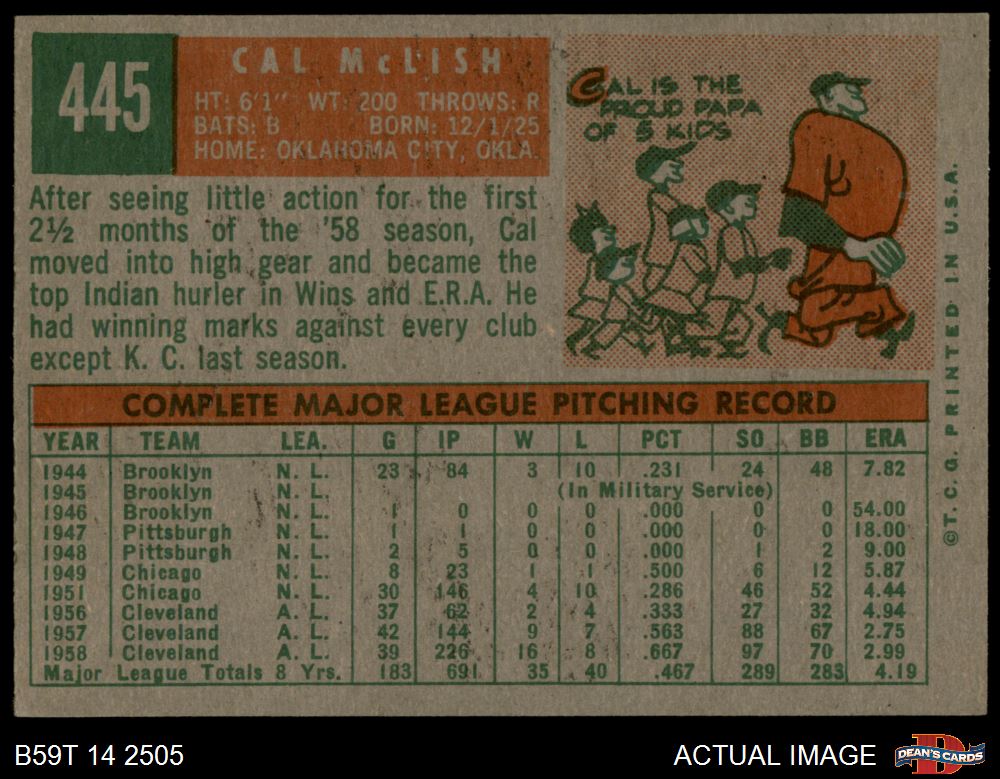 445
CAL McLISH
HT: 6'1" WT: 200 THROWS: R
BATS: B BORN: 12/1/25
HOME: OKLAHOMA CITY, OKLA.
CAL IS THE
PROUD PAPA
OF 5 KIDS
After seeing little action for the first
2½ months of the '58 season, Cal
moved into high gear and became the
top Indian hurler in Wins and E.R.A. He
had winning marks against every club
except K. C. last season.
COMPLETE MAJOR LEAGUE PITCHING RECORD
YEAR TEAM LEA. G IP W L PCT SO BB ERA
1944 Brooklyn N. L. 23 84 3 10 .231 24 48 7.82
1945 Brooklyn N. L. (In Military Service)
1946 Brooklyn N. L. 1 0 0 0 .000 0 0 54.00
1947 Pittsburgh N. L. 1 1 0 0 .000 0 0 18.00
1948 Pittsburgh N. L. 2 5 0 0 .000 1 2 9.00
1949 Chicago N. L. 8 23 1 1 .500 6 12 5.87
1951 Chicago N. L. 30 146 4 10 .286 46 52 4.44
1956 Cleveland A. L. 37 62 2 4 .333 27 32 4.94
1957 Cleveland A. L. 42 144 9 7 .563 88 67 2.75
1958 Cleveland A. L. 39 226 16 8 .667 97 70 2.99
Major League Totals 8 Yrs. 183 691 35 40 .467 289 283 4.19
©T. C. G. PRINTED IN U.S.A.
B59T 14 2505
ACTUAL IMAGE
D
DEAN'S CARDS